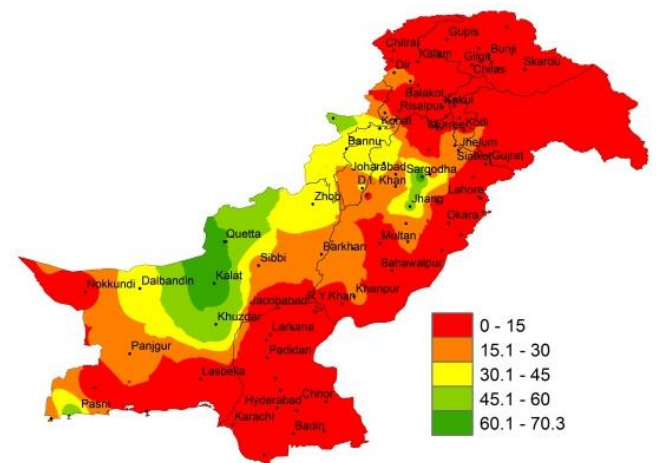 Gupis
Chitral
Kalam
Gilgit
Bunji
Dir
Chilas
Skardu
Balakot
Risalpur
Kakul
Kohat
Murree
Kotli
Bannu
Jhelum
Sialkot
Gujrat
Joharabad
Sargodha
D.I. Khan
Zhob
Jhang
Lahore
Okara
Quetta
Multan
Sibbi
Barkhan
Bahawalpur
Nokkundi
Dalbandin
Kalat
Jacobabad
R.Y.Khan
Khanpur
Khuzdar
Larkana
Padidan
Panjgur
Lasbela
Pasni
Hyderabad
Chhor
Karachi
Badin
0 - 15
15.1 - 30
30.1 - 45
45.1 - 60
60.1 - 70.3